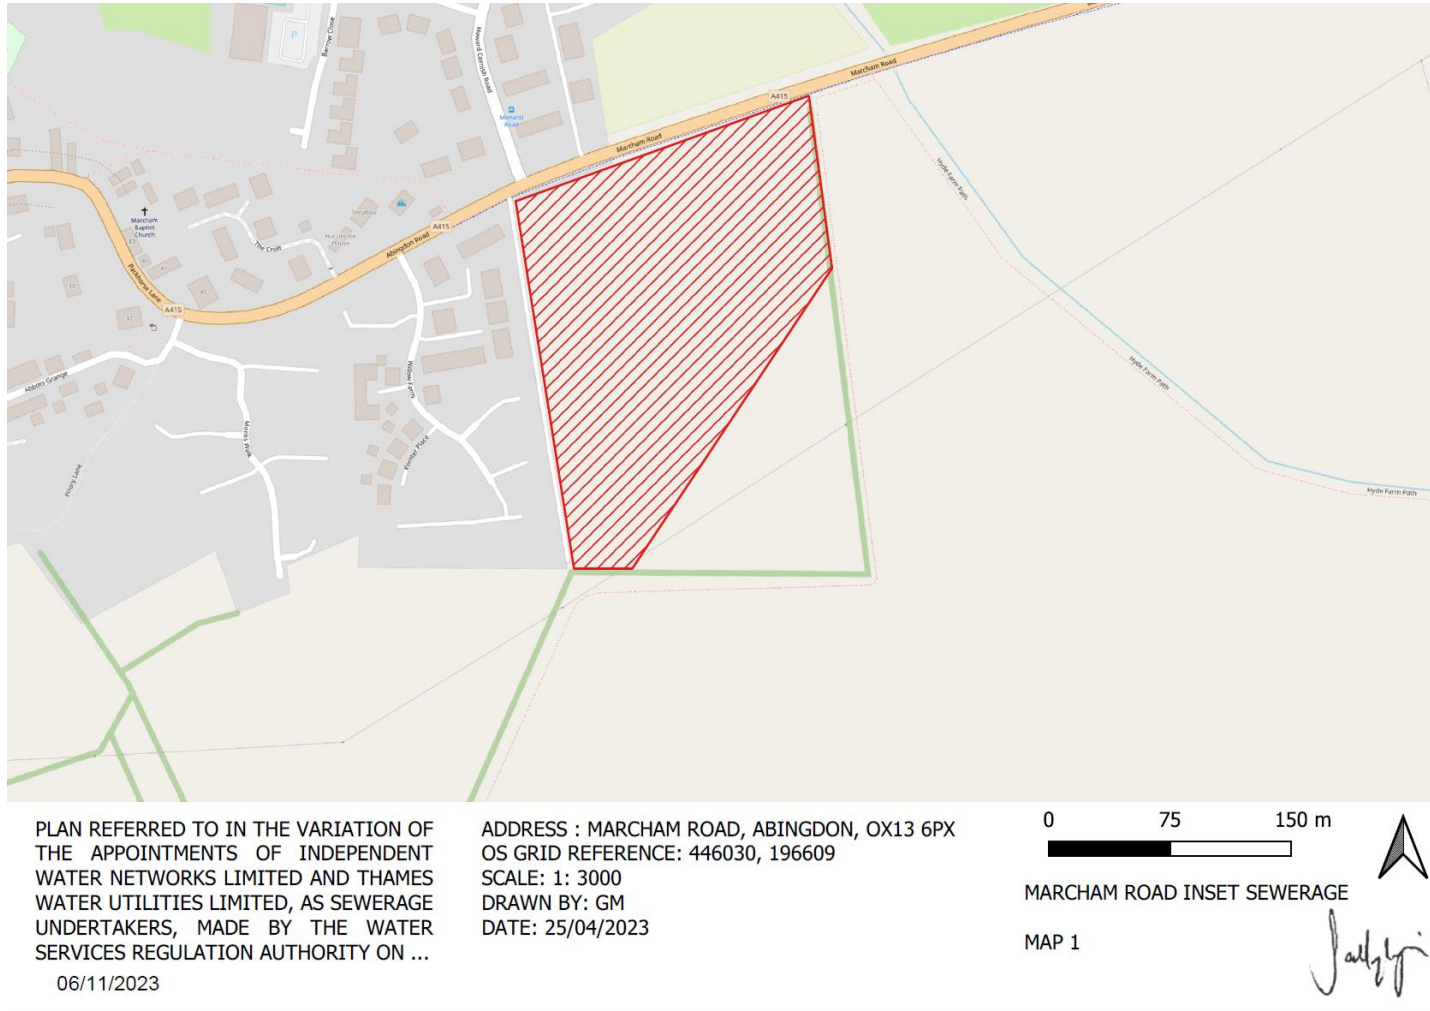 Barrow Close
P
Howard Cornish Road
Morland
Road
Marcham Road
A415
Marcham Road
Hyde Farm Path
Marcham
Baptist
Church
The Croft
A415
Abingdon Road
Packhorse Lane
A415
Abbots Grange
Monks Walk
Priory Lane
Willow Farm
Pointer Place
Hyde Farm Path
Hyde Farm Path
PLAN REFERRED TO IN THE VARIATION OF
THE APPOINTMENTS OF INDEPENDENT
WATER NETWORKS LIMITED AND THAMES
WATER UTILITIES LIMITED, AS SEWERAGE
UNDERTAKERS, MADE BY THE WATER
SERVICES REGULATION AUTHORITY ON ...
06/11/2023
ADDRESS : MARCHAM ROAD, ABINGDON, OX13 6PX
OS GRID REFERENCE: 446030, 196609
SCALE: 1: 3000
DRAWN BY: GM
DATE: 25/04/2023
0 75 150 m
MARCHAM ROAD INSET SEWERAGE
MAP 1